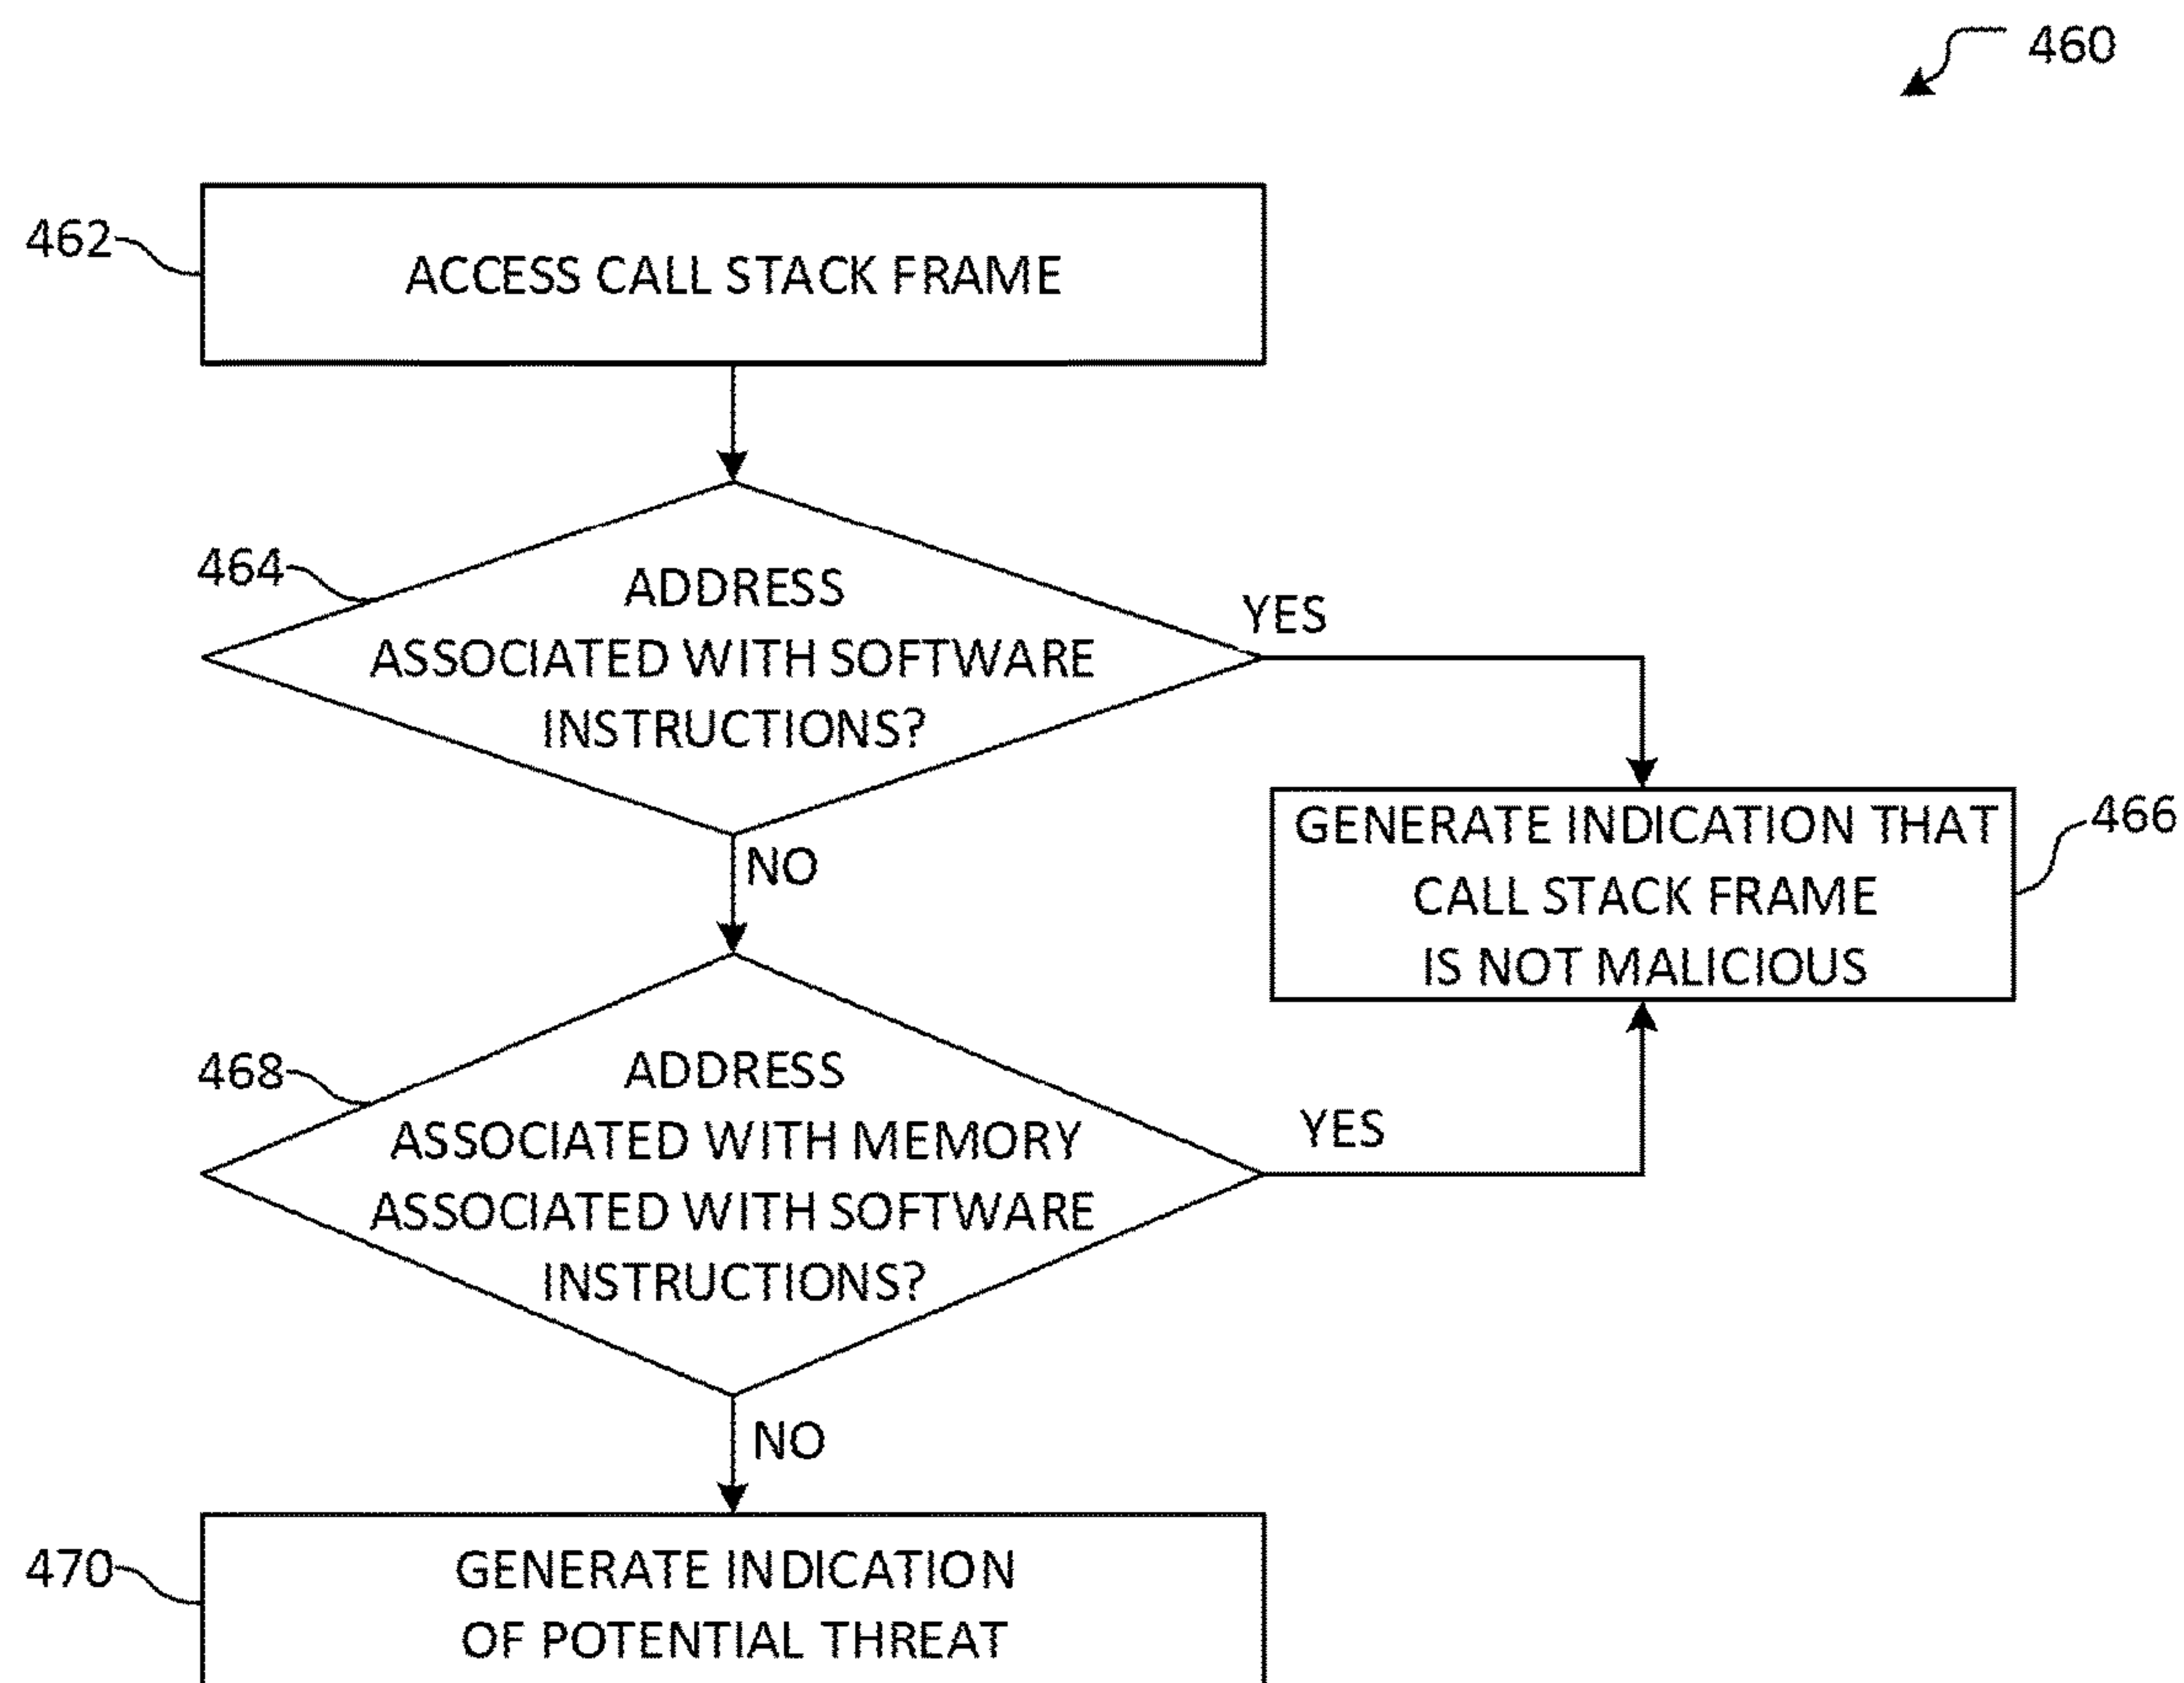 460
462
ACCESS CALL STACK FRAME
464
ADDRESS
ASSOCIATED WITH SOFTWARE
INSTRUCTIONS?
YES
NO
GENERATE INDICATION THAT
CALL STACK FRAME
IS NOT MALICIOUS
466
468
ADDRESS
ASSOCIATED WITH MEMORY
ASSOCIATED WITH SOFTWARE
INSTRUCTIONS?
YES
NO
470
GENERATE INDICATION
OF POTENTIAL THREAT